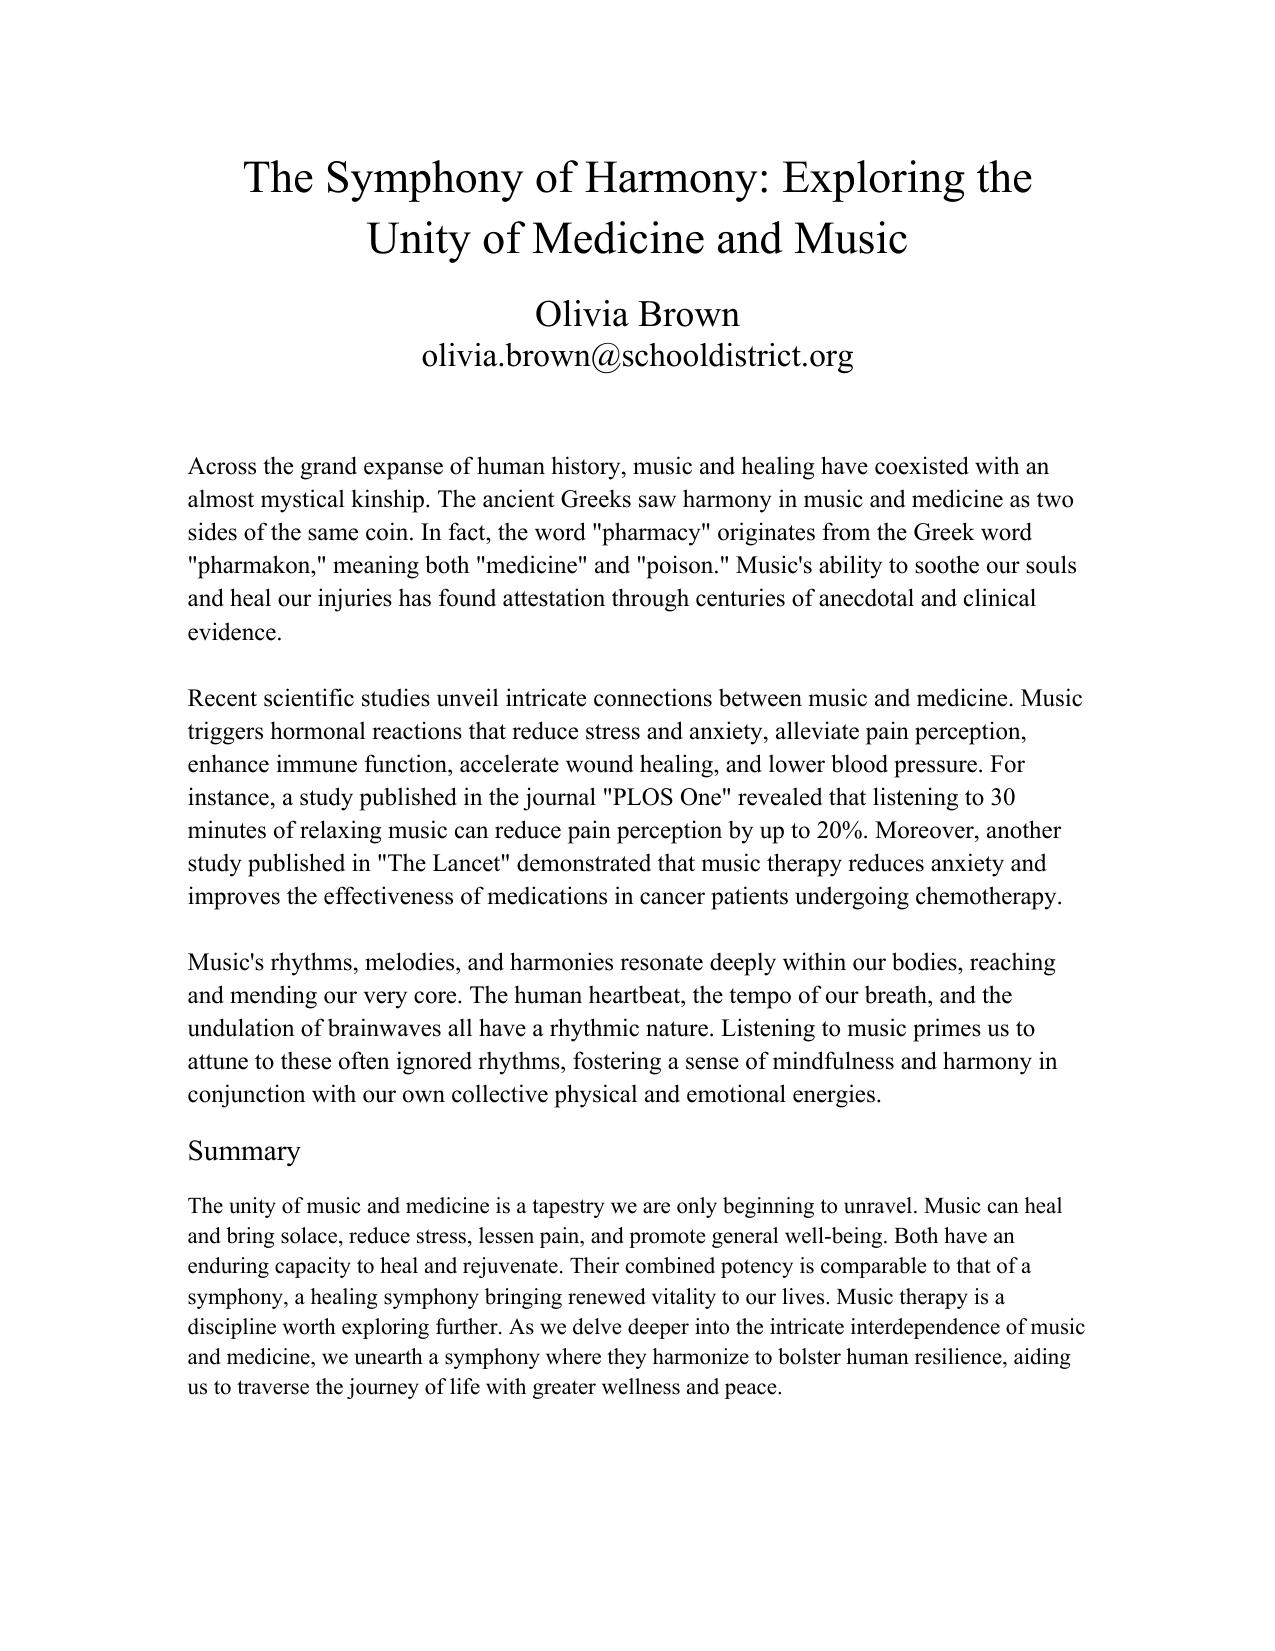 The Symphony of Harmony: Exploring the
Unity of Medicine and Music
Olivia Brown
olivia.brown@schooldistrict.org
Across the grand expanse of human history, music and healing have coexisted with an
almost mystical kinship. The ancient Greeks saw harmony in music and medicine as two
sides of the same coin. In fact, the word "pharmacy" originates from the Greek word
"pharmakon," meaning both "medicine" and "poison." Music's ability to soothe our souls
and heal our injuries has found attestation through centuries of anecdotal and clinical
evidence.
Recent scientific studies unveil intricate connections between music and medicine. Music
triggers hormonal reactions that reduce stress and anxiety, alleviate pain perception,
enhance immune function, accelerate wound healing, and lower blood pressure. For
instance, a study published in the journal "PLOS One" revealed that listening to 30
minutes of relaxing music can reduce pain perception by up to 20%. Moreover, another
study published in "The Lancet" demonstrated that music therapy reduces anxiety and
improves the effectiveness of medications in cancer patients undergoing chemotherapy.
Music's rhythms, melodies, and harmonies resonate deeply within our bodies, reaching
and mending our very core. The human heartbeat, the tempo of our breath, and the
undulation of brainwaves all have a rhythmic nature. Listening to music primes us to
attune to these often ignored rhythms, fostering a sense of mindfulness and harmony in
conjunction with our own collective physical and emotional energies.
Summary
The unity of music and medicine is a tapestry we are only beginning to unravel. Music can heal
and bring solace, reduce stress, lessen pain, and promote general well-being. Both have an
enduring capacity to heal and rejuvenate. Their combined potency is comparable to that of a
symphony, a healing symphony bringing renewed vitality to our lives. Music therapy is a
discipline worth exploring further. As we delve deeper into the intricate interdependence of music
and medicine, we unearth a symphony where they harmonize to bolster human resilience, aiding
us to traverse the journey of life with greater wellness and peace.